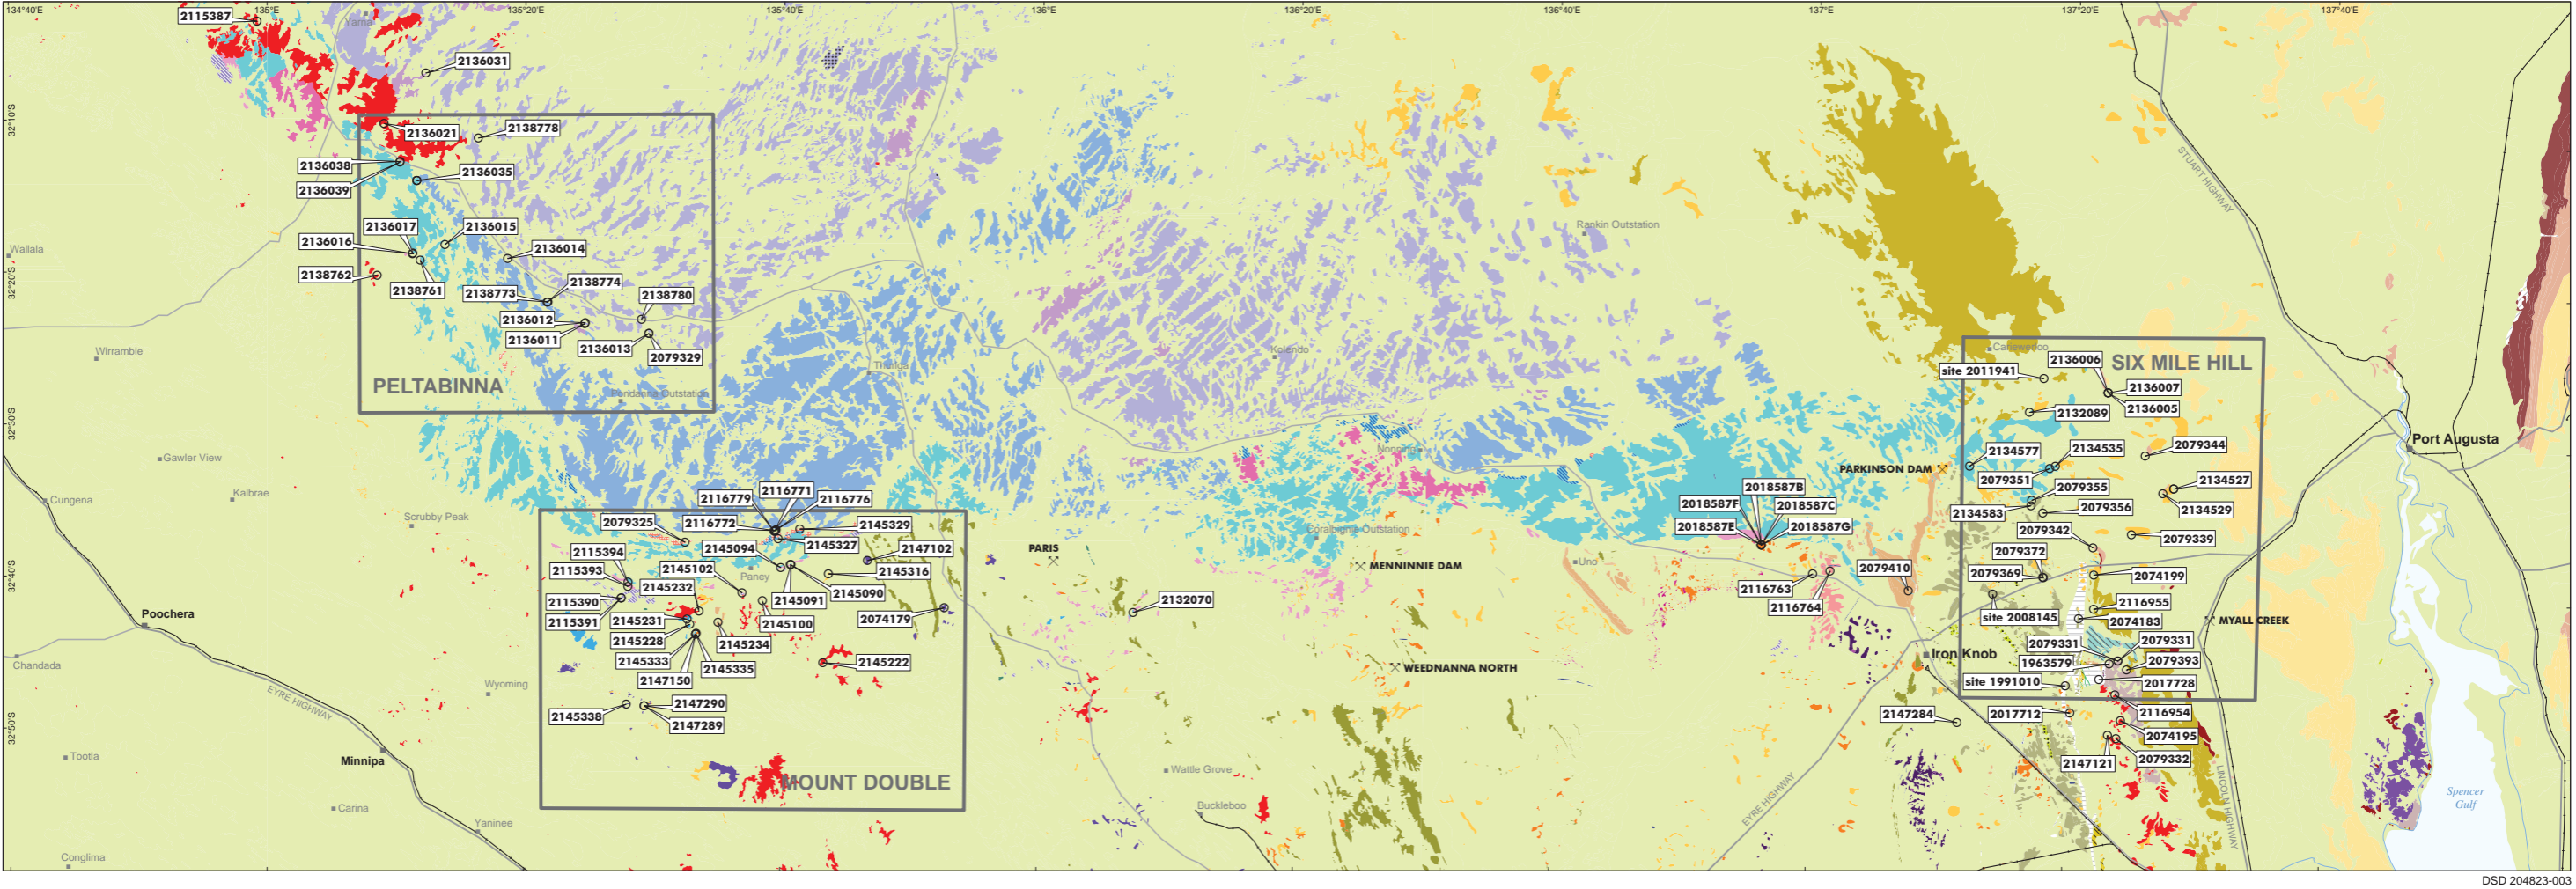 134°40'E
135°E
135°20'E
135°40'E
136°E
136°20'E
136°40'E
137°E
137°20'E
137°40'E
32°10'S
32°20'S
32°30'S
32°40'S
32°50'S
2115387
Yarna
2136031
2136021
2138778
2136038
2136039
2136035
2136017
2136015
2136016
2136014
2138762
2138761
2138773
2138774
2138780
2136012
2136011
2136013
2079329
PELTABINNA
Pondanna Outstation
Wallala
Wirrambie
Gawler View
Cungena
Kalbrae
Scrubby Peak
Poochera
Chandada
EYRE HIGHWAY
Wyoming
Tootla
Minnipa
Carina
Yaninee
Conglima
Thurlga
Kolendo
Rankin Outstation
Nonning
Coralbignie Outstation
2116779
2116771
2116776
2079325
2116772
2145329
2145327
2115394
2145094
2147102
2115393
2145102
Paney
2145316
2145232
2115390
2145091
2145090
2115391
2145231
2145100
2074179
2145228
2145234
2145333
2145335
2145222
2147150
2145338
2147290
2147289
MOUNT DOUBLE
PARIS
MENNINNIE DAM
2132070
WEEDNANNA NORTH
Wattle Grove
Buckleboo
Uno
2018587B
2018587F
2018587C
2018587E
2018587G
2116763
2116764
2079410
PARKINSON DAM
Iron Knob
2147284
EYRE HIGHWAY
STUART HIGHWAY
SIX MILE HILL
2136006
site 2011941
2136007
2136005
2132089
2134577
2134535
2079344
2079351
2079355
2134527
2134583
2079356
2134529
2079342
2079339
2079372
2079369
2074199
site 2008145
2116955
2074183
MYALL CREEK
2079331
2079331
1963579
2079393
site 1991010
2017728
2017712
2116954
2074195
2147121
2079332
LINCOLN HIGHWAY
Port Augusta
Spencer
Gulf
DSD 204823-003